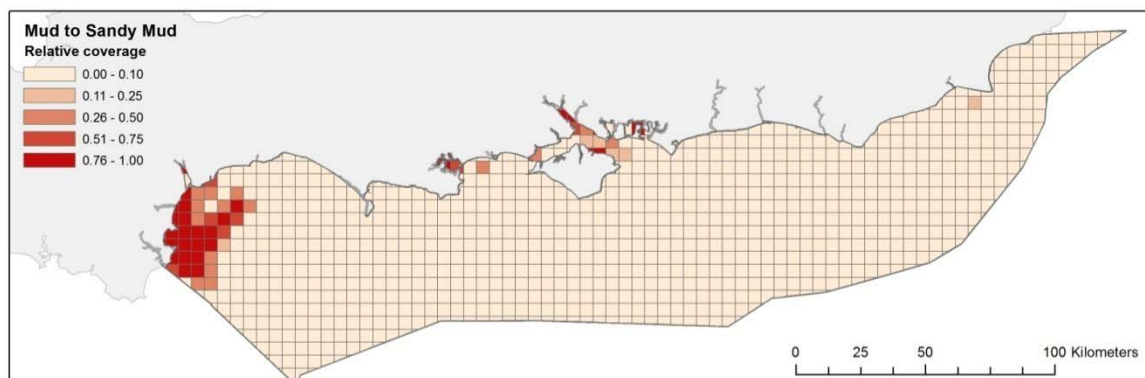 Mud to Sandy Mud
Relative coverage
0.00 - 0.10
0.11 - 0.25
0.26 - 0.50
0.51 - 0.75
0.76 - 1.00
0 25 50 100 Kilometers